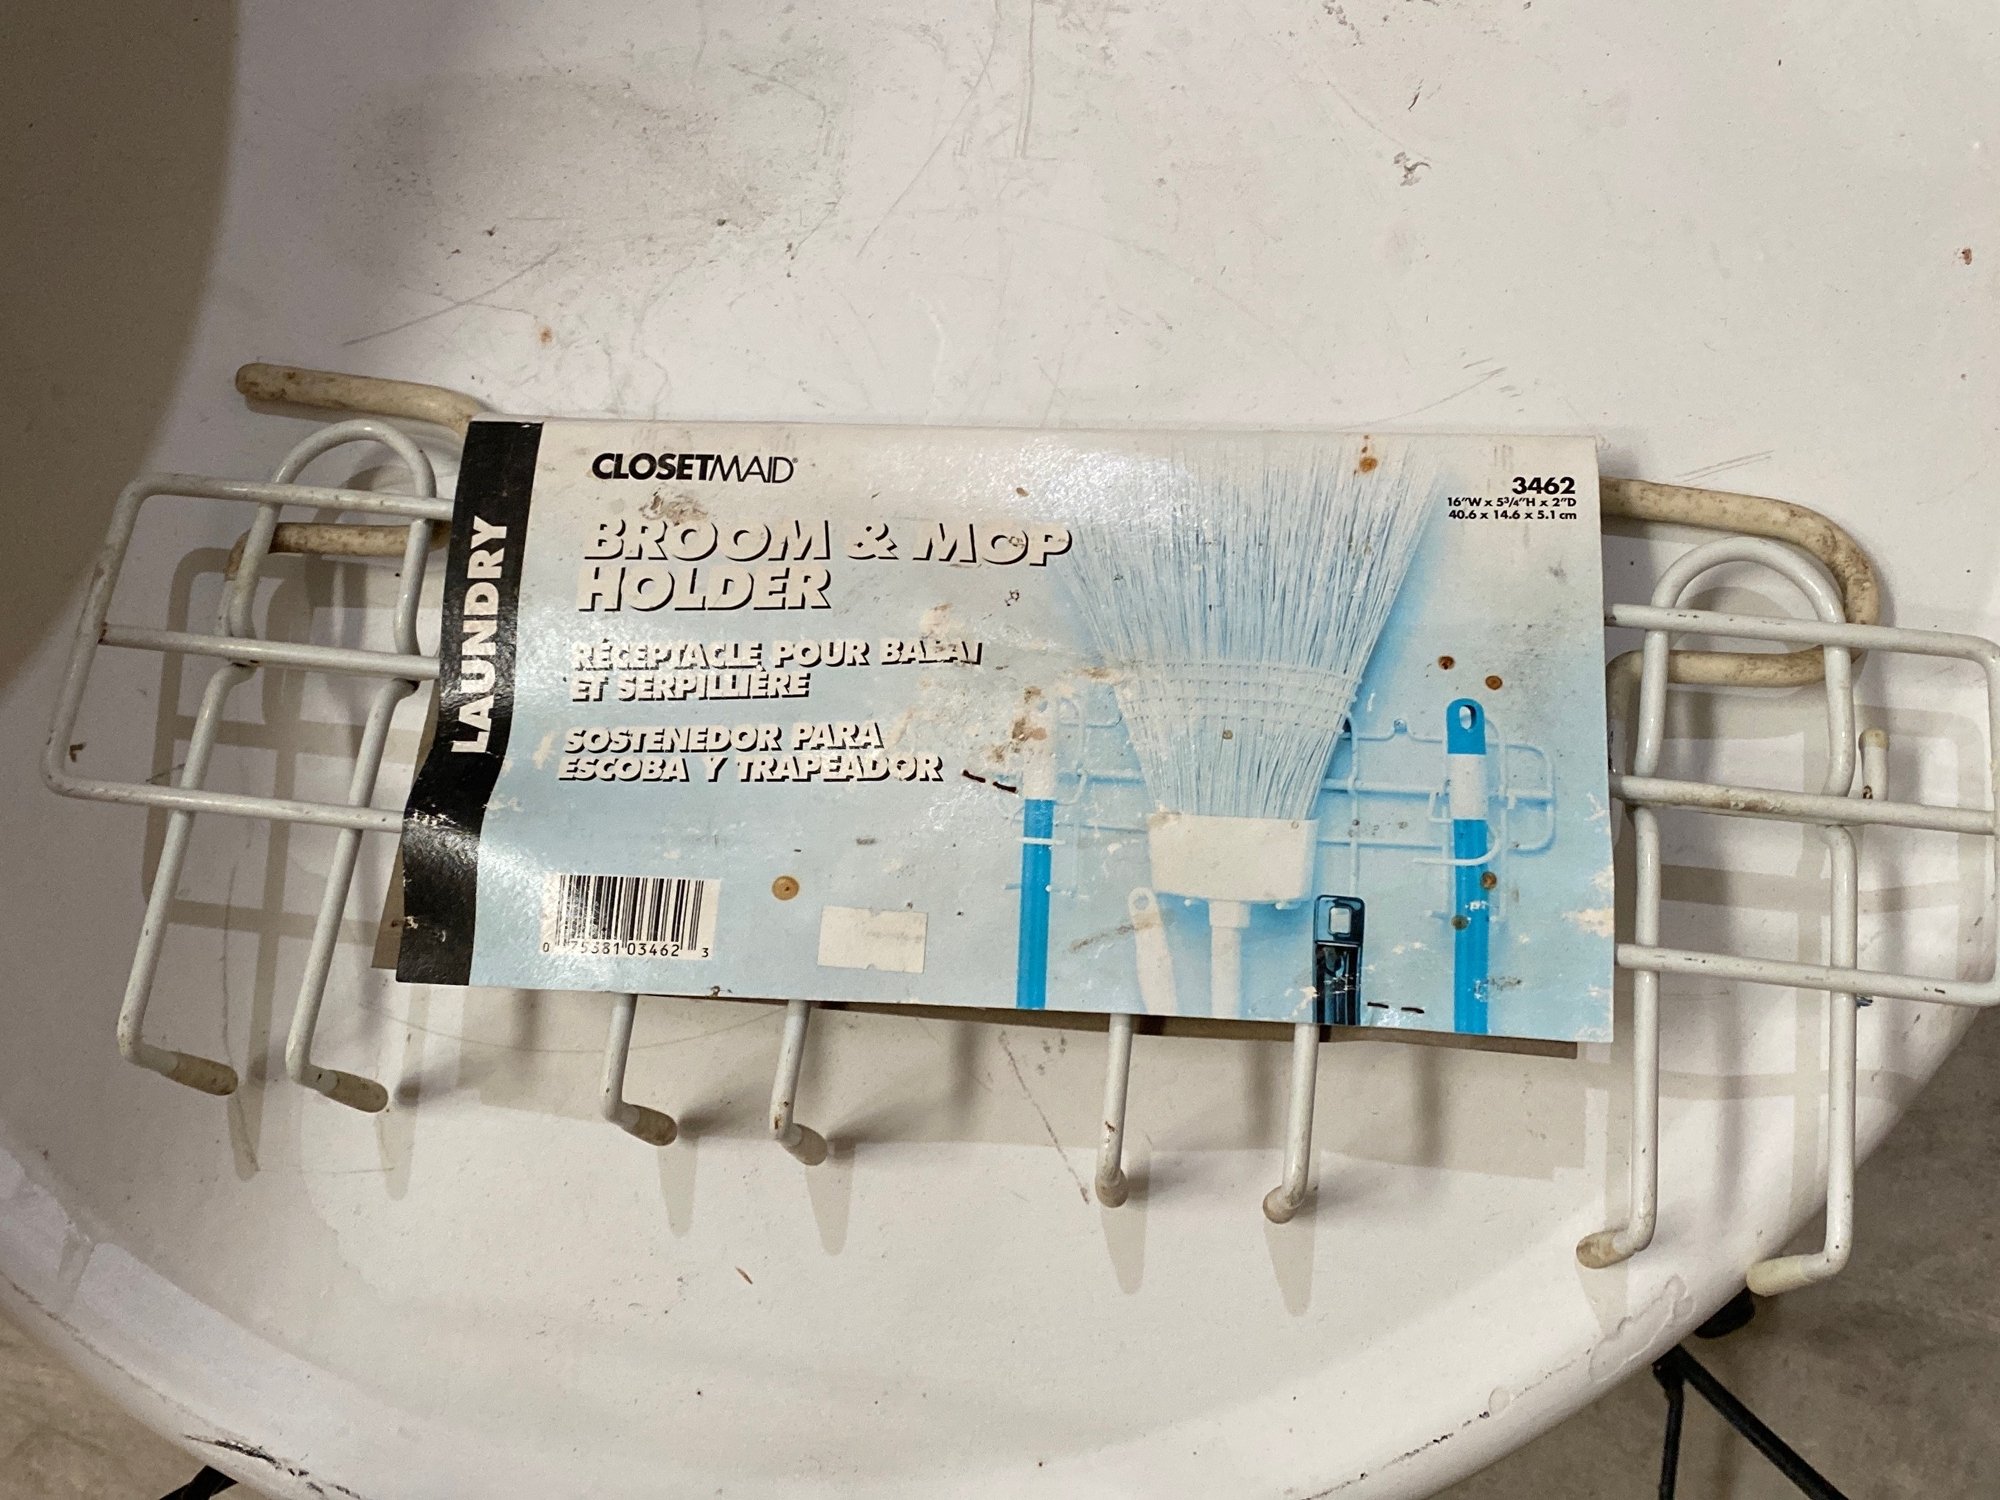 LAUNDRY
CLOSETMAID®
BROOM & MOP
HOLDER
RÉCEPTACLE POUR BALAI
ET SERPILLIÈRE
SOSTENEDOR PARA
ESCOBA Y TRAPEADOR
3462
16"W x 5¾"H x 2"D
40.6 x 14.6 x 5.1 cm
0 75381 03462 3